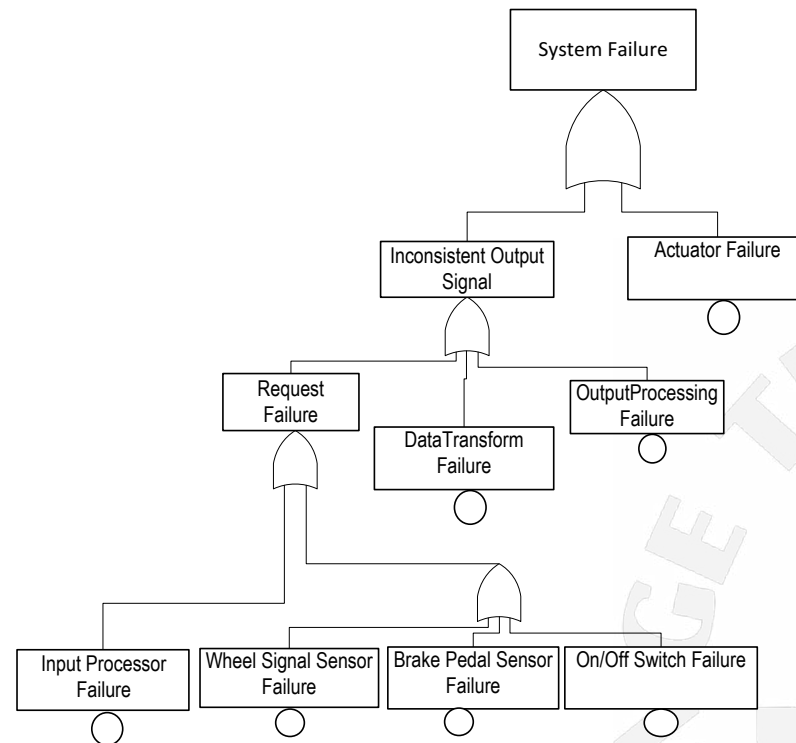 System Failure
Inconsistent Output
Signal
Actuator Failure
Request
Failure
DataTransform
Failure
OutputProcessing
Failure
Input Processor
Failure
Wheel Signal Sensor
Failure
Brake Pedal Sensor
Failure
On/Off Switch Failure